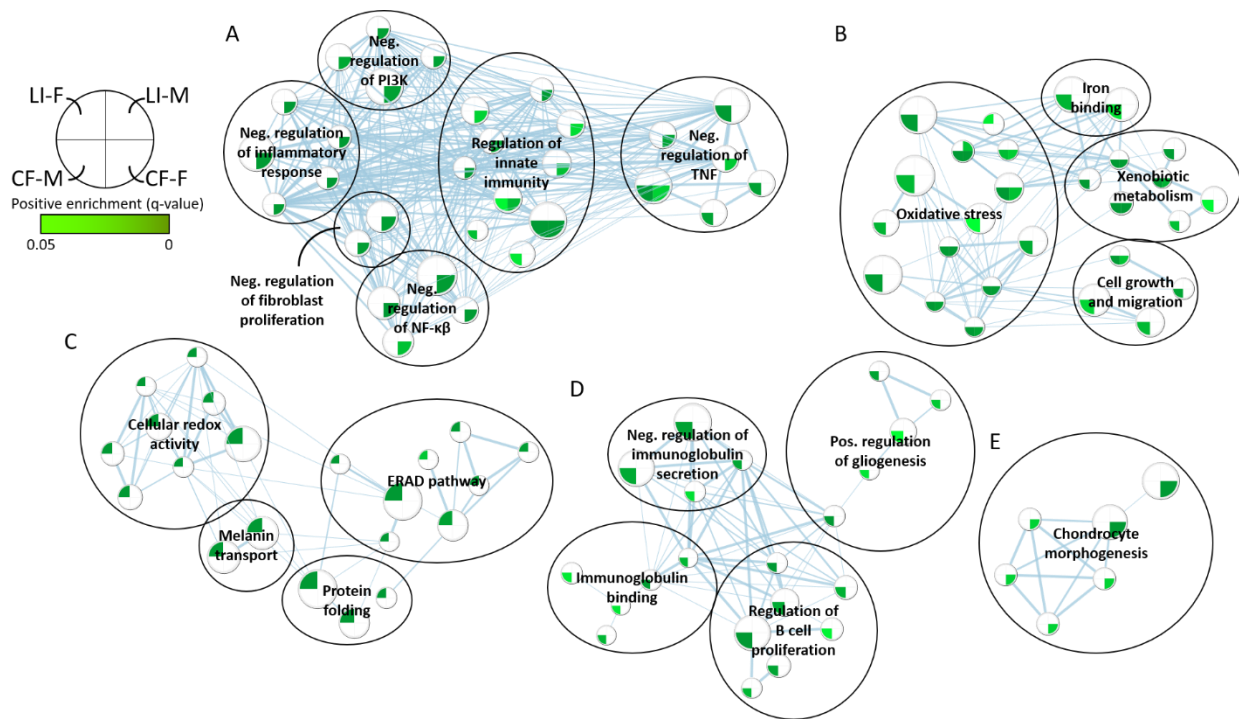 A
B
LI-F
LI-M
CF-M
CF-F
Positive enrichment (q-value)
0.05
0
Neg.
regulation
of PI3K
Neg. regulation
of inflammatory
response
Regulation of
innate
immunity
Neg.
regulation of
TNF
Neg. regulation
of fibroblast
proliferation
Neg.
regulation
of NF-κβ
Iron
binding
Xenobiotic
metabolism
Oxidative stress
Cell growth
and migration
C
Cellular redox
activity
ERAD pathway
Melanin
transport
Protein
folding
D
Neg. regulation of
immunoglobulin
secretion
Pos. regulation
of gliogenesis
Immunoglobulin
binding
Regulation of
B cell
proliferation
E
Chondrocyte
morphogenesis